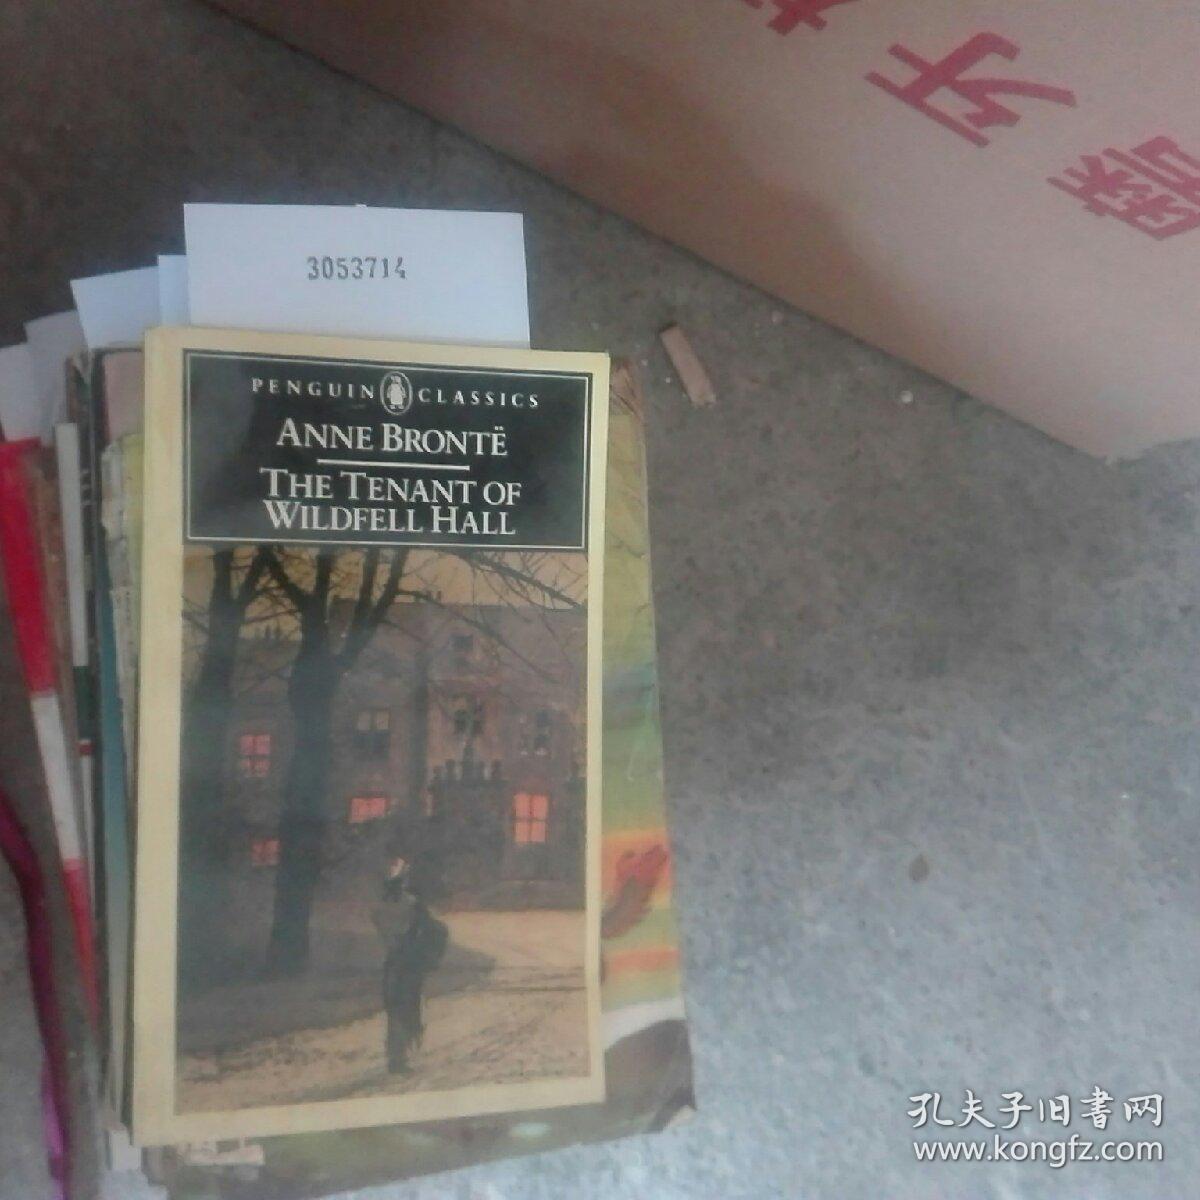 牙
3053714
PENGUIN CLASSICS
ANNE BRONTË
THE TENANT OF
WILDFELL HALL
孔夫子旧书网
www.kongfz.com